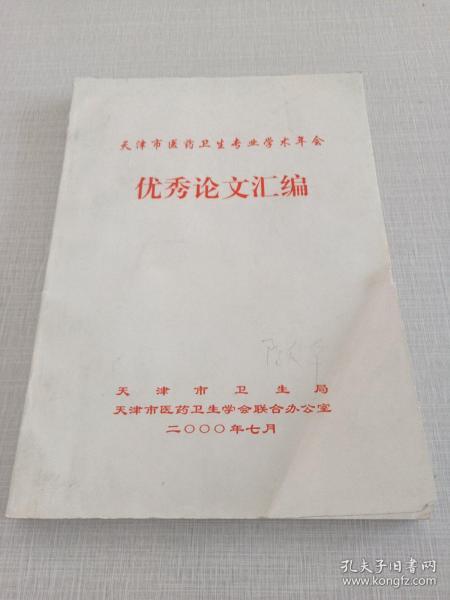 天津市医药卫生专业学术年会
优秀论文汇编
天津市卫生局
天津市医药卫生学会联合办公室
二〇〇〇年七月
孔夫子旧书网
www.kongfz.com